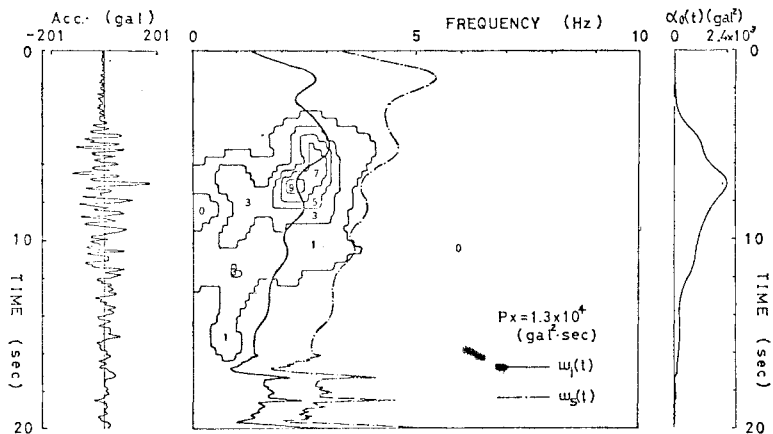 Acc. (gal)
-201 201
FREQUENCY (Hz)
0 5 10
α₀(t)(gal²)
0 2.4×10³
0
10
20
TIME (sec)
7
9
5
3
3
0
1
1
0
Px=1.3×10⁴
(gal²·sec)
ω₁(t)
ωₛ(t)
0
10
20
TIME (sec)